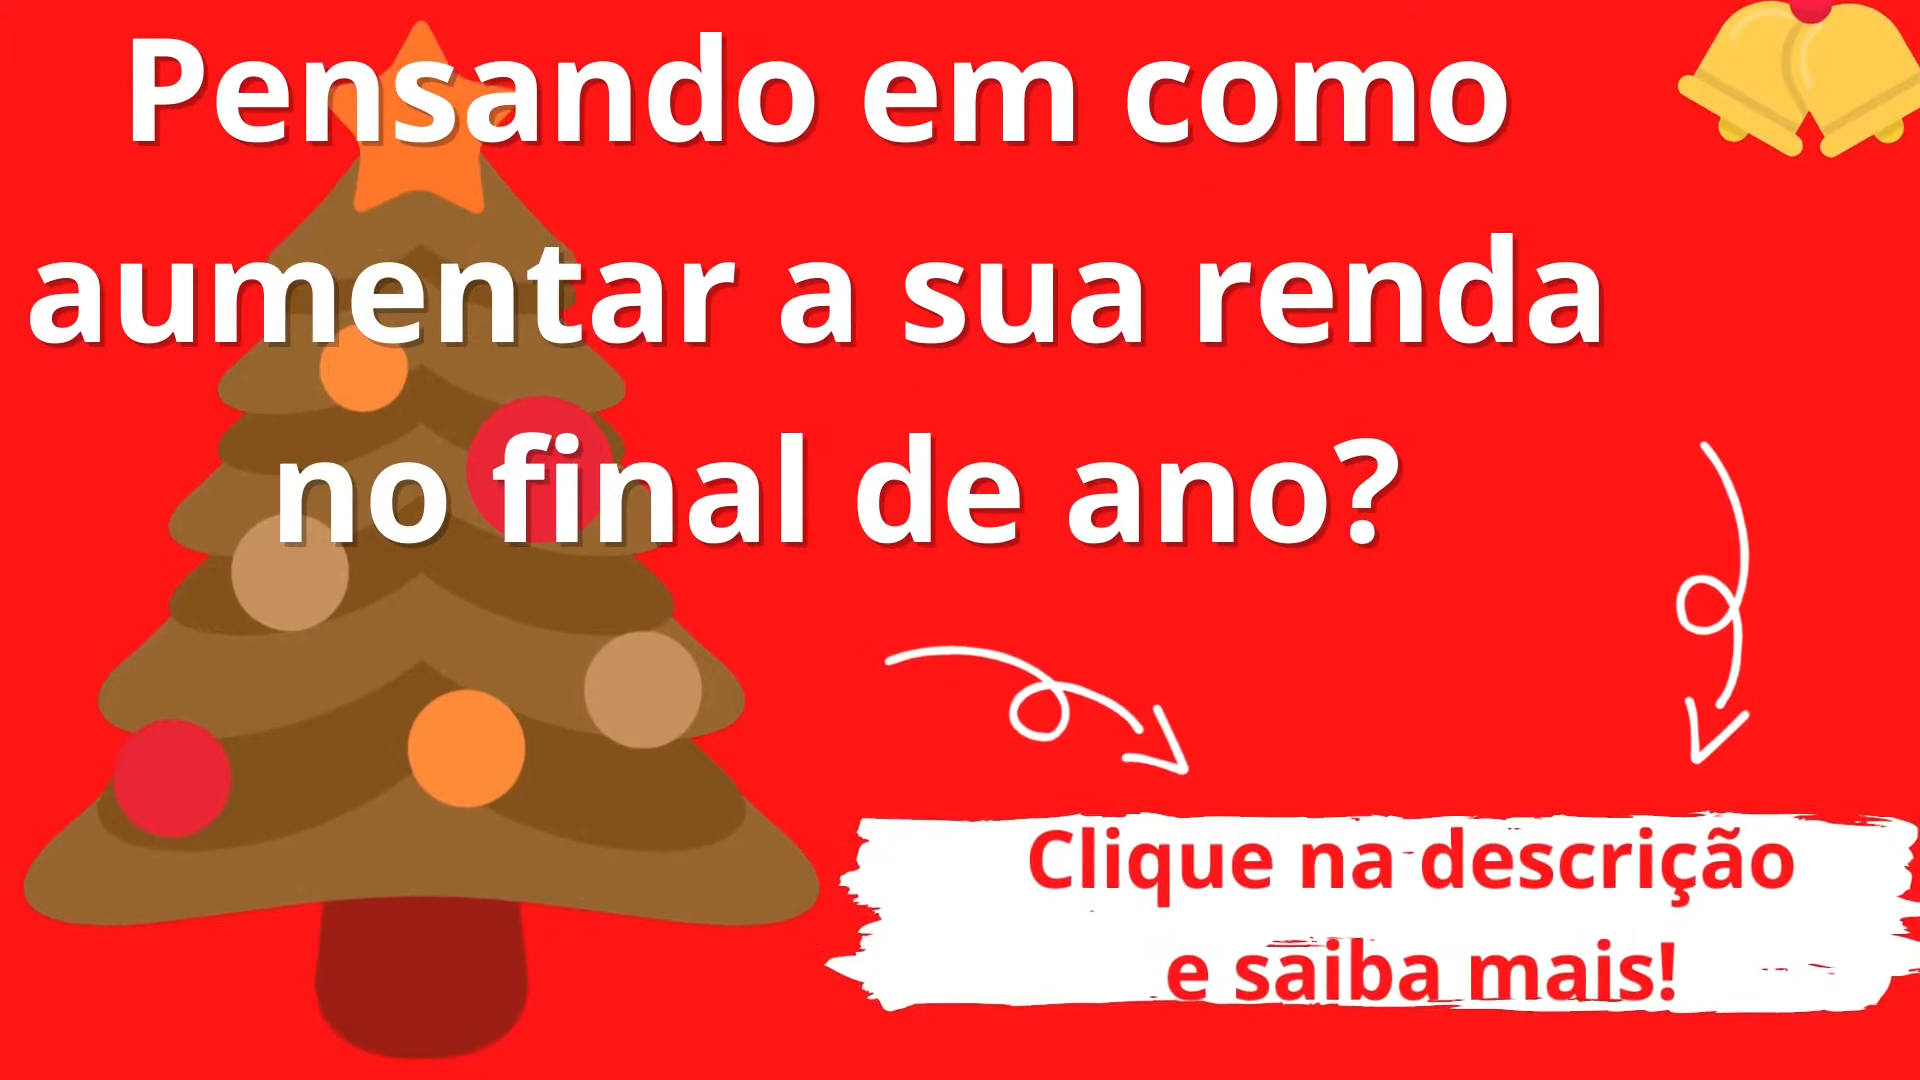 Pensando em como
aumentar a sua renda
no final de ano?
Clique na descrição
e saiba mais!